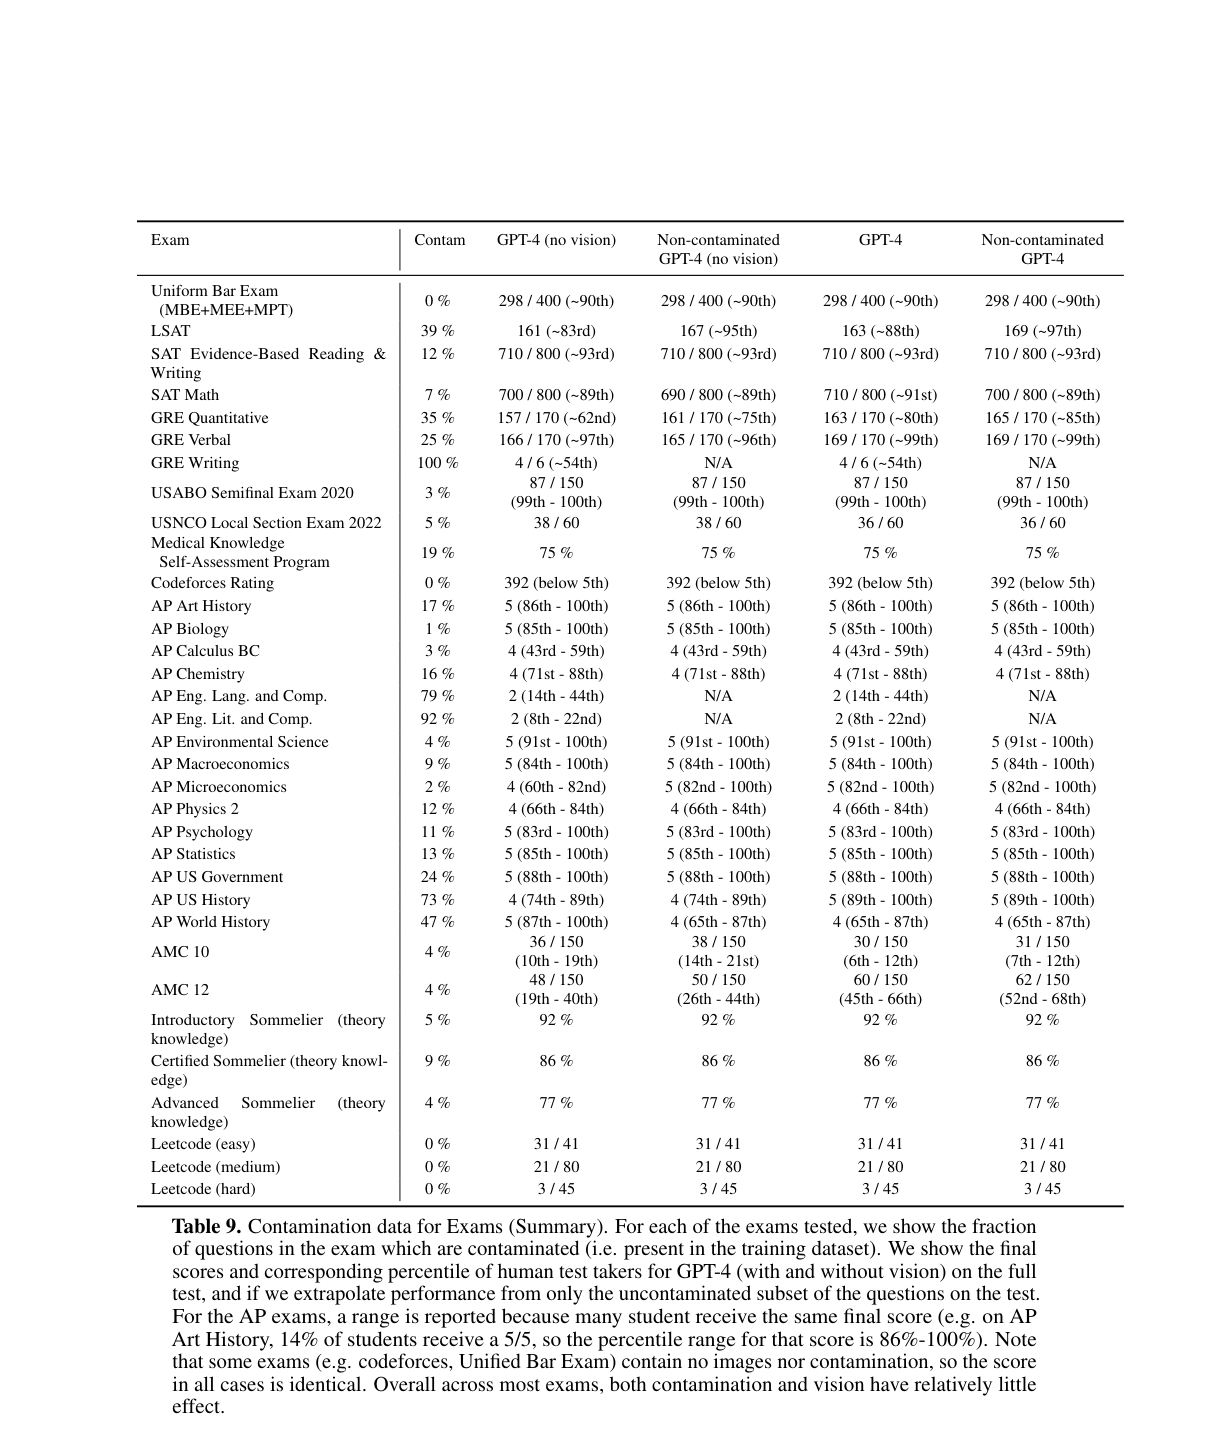 Exam Contam GPT-4 (no vision) Non-contaminated GPT-4 (no vision) GPT-4 Non-contaminated GPT-4
Uniform Bar Exam (MBE+MEE+MPT) 0 % 298 / 400 (~90th) 298 / 400 (~90th) 298 / 400 (~90th) 298 / 400 (~90th)
LSAT 39 % 161 (~83rd) 167 (~95th) 163 (~88th) 169 (~97th)
SAT Evidence-Based Reading & Writing 12 % 710 / 800 (~93rd) 710 / 800 (~93rd) 710 / 800 (~93rd) 710 / 800 (~93rd)
SAT Math 7 % 700 / 800 (~89th) 690 / 800 (~89th) 710 / 800 (~91st) 700 / 800 (~89th)
GRE Quantitative 35 % 157 / 170 (~62nd) 161 / 170 (~75th) 163 / 170 (~80th) 165 / 170 (~85th)
GRE Verbal 25 % 166 / 170 (~97th) 165 / 170 (~96th) 169 / 170 (~99th) 169 / 170 (~99th)
GRE Writing 100 % 4 / 6 (~54th) N/A 4 / 6 (~54th) N/A
USABO Semifinal Exam 2020 3 % 87 / 150 (99th - 100th) 87 / 150 (99th - 100th) 87 / 150 (99th - 100th) 87 / 150 (99th - 100th)
USNCO Local Section Exam 2022 5 % 38 / 60 38 / 60 36 / 60 36 / 60
Medical Knowledge Self-Assessment Program 19 % 75 % 75 % 75 % 75 %
Codeforces Rating 0 % 392 (below 5th) 392 (below 5th) 392 (below 5th) 392 (below 5th)
AP Art History 17 % 5 (86th - 100th) 5 (86th - 100th) 5 (86th - 100th) 5 (86th - 100th)
AP Biology 1 % 5 (85th - 100th) 5 (85th - 100th) 5 (85th - 100th) 5 (85th - 100th)
AP Calculus BC 3 % 4 (43rd - 59th) 4 (43rd - 59th) 4 (43rd - 59th) 4 (43rd - 59th)
AP Chemistry 16 % 4 (71st - 88th) 4 (71st - 88th) 4 (71st - 88th) 4 (71st - 88th)
AP Eng. Lang. and Comp. 79 % 2 (14th - 44th) N/A 2 (14th - 44th) N/A
AP Eng. Lit. and Comp. 92 % 2 (8th - 22nd) N/A 2 (8th - 22nd) N/A
AP Environmental Science 4 % 5 (91st - 100th) 5 (91st - 100th) 5 (91st - 100th) 5 (91st - 100th)
AP Macroeconomics 9 % 5 (84th - 100th) 5 (84th - 100th) 5 (84th - 100th) 5 (84th - 100th)
AP Microeconomics 2 % 4 (60th - 82nd) 5 (82nd - 100th) 5 (82nd - 100th) 5 (82nd - 100th)
AP Physics 2 12 % 4 (66th - 84th) 4 (66th - 84th) 4 (66th - 84th) 4 (66th - 84th)
AP Psychology 11 % 5 (83rd - 100th) 5 (83rd - 100th) 5 (83rd - 100th) 5 (83rd - 100th)
AP Statistics 13 % 5 (85th - 100th) 5 (85th - 100th) 5 (85th - 100th) 5 (85th - 100th)
AP US Government 24 % 5 (88th - 100th) 5 (88th - 100th) 5 (88th - 100th) 5 (88th - 100th)
AP US History 73 % 4 (74th - 89th) 4 (74th - 89th) 5 (89th - 100th) 5 (89th - 100th)
AP World History 47 % 5 (87th - 100th) 4 (65th - 87th) 4 (65th - 87th) 4 (65th - 87th)
AMC 10 4 % 36 / 150 (10th - 19th) 38 / 150 (14th - 21st) 30 / 150 (6th - 12th) 31 / 150 (7th - 12th)
AMC 12 4 % 48 / 150 (19th - 40th) 50 / 150 (26th - 44th) 60 / 150 (45th - 66th) 62 / 150 (52nd - 68th)
Introductory Sommelier (theory knowledge) 5 % 92 % 92 % 92 % 92 %
Certified Sommelier (theory knowl-edge) 9 % 86 % 86 % 86 % 86 %
Advanced Sommelier (theory knowledge) 4 % 77 % 77 % 77 % 77 %
Leetcode (easy) 0 % 31 / 41 31 / 41 31 / 41 31 / 41
Leetcode (medium) 0 % 21 / 80 21 / 80 21 / 80 21 / 80
Leetcode (hard) 0 % 3 / 45 3 / 45 3 / 45 3 / 45
Table 9. Contamination data for Exams (Summary). For each of the exams tested, we show the fraction
of questions in the exam which are contaminated (i.e. present in the training dataset). We show the final
scores and corresponding percentile of human test takers for GPT-4 (with and without vision) on the full
test, and if we extrapolate performance from only the uncontaminated subset of the questions on the test.
For the AP exams, a range is reported because many student receive the same final score (e.g. on AP
Art History, 14% of students receive a 5/5, so the percentile range for that score is 86%-100%). Note
that some exams (e.g. codeforces, Unified Bar Exam) contain no images nor contamination, so the score
in all cases is identical. Overall across most exams, both contamination and vision have relatively little
effect.